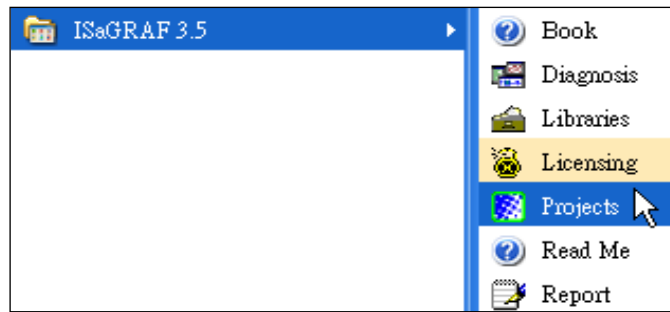 ISaGRAF 3.5
Book
Diagnosis
Libraries
Licensing
Projects
Read Me
Report